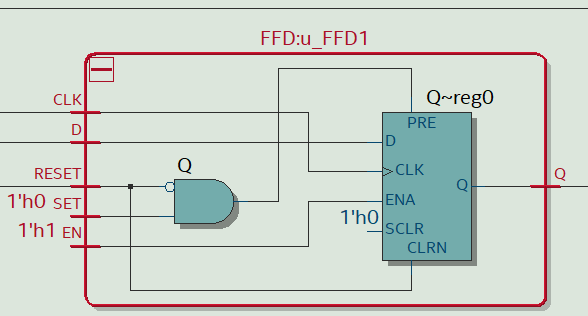 FFD:u_FFD1
CLK
D
RESET
1'h0 SET
1'h1 EN
Q
Q~reg0
PRE
D
CLK
ENA
1'h0
SCLR
CLRN
Q
Q